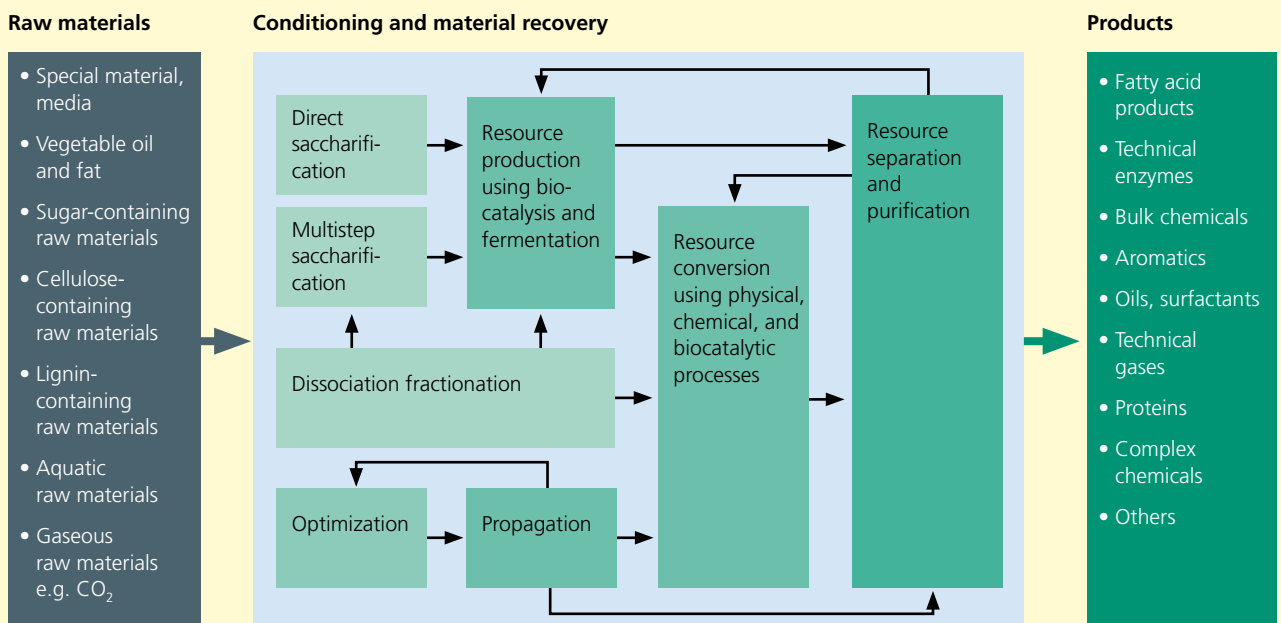 Raw materials
• Special material,
media
• Vegetable oil
and fat
• Sugar-containing
raw materials
• Cellulose-
containing
raw materials
• Lignin-
containing
raw materials
• Aquatic
raw materials
• Gaseous
raw materials
e.g. CO₂
Conditioning and material recovery
Direct
saccharifi-
cation
Multistep
saccharifi-
cation
Resource
production
using bio-
catalysis and
fermentation
Dissociation fractionation
Optimization
Propagation
Resource
conversion
using physical,
chemical, and
biocatalytic
processes
Resource
separation
and
purification
Products
• Fatty acid
products
• Technical
enzymes
• Bulk chemicals
• Aromatics
• Oils, surfactants
• Technical
gases
• Proteins
• Complex
chemicals
• Others